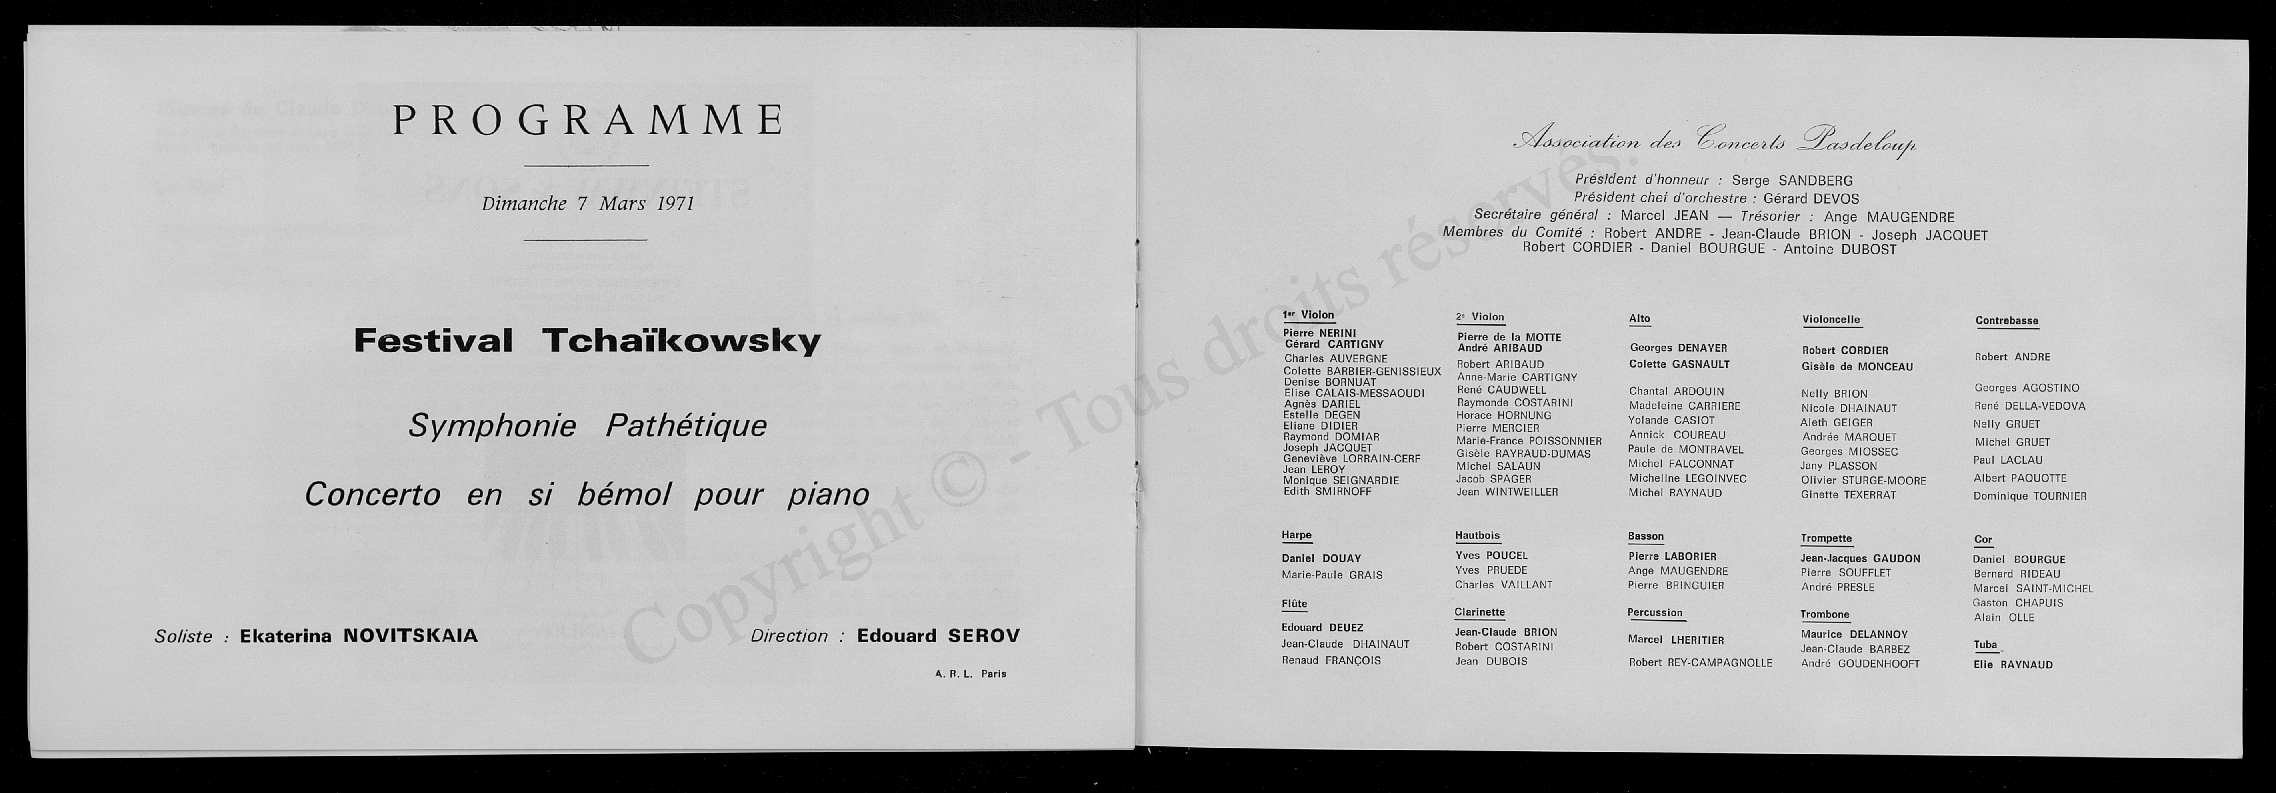 PROGRAMME
Dimanche 7 Mars 1971
Festival Tchaïkowsky
Symphonie Pathétique
Concerto en si bémol pour piano
Soliste : Ekaterina NOVITSKAIA
Direction : Edouard SEROV
A. R. L. Paris
Association des Concerts Pasdeloup
Président d'honneur : Serge SANDBERG
Président chef d'orchestre : Gérard DEVOS
Secrétaire général : Marcel JEAN — Trésorier : Ange MAUGENDRE
Membres du Comité : Robert ANDRE - Jean-Claude BRION - Joseph JACQUET
Robert CORDIER - Daniel BOURGUE - Antoine DUBOST
1er Violon
Pierre NERINI
Gérard CARTIGNY
Charles AUVERGNE
Colette BARBIER-GENISSIEUX
Denise BORNUAT
Elise CALAIS-MESSAOUDI
Agnès DARIEL
Estelle DEGEN
Eliane DIDIER
Raymond DOMIAR
Joseph JACQUET
Geneviève LORRAIN-CERF
Jean LEROY
Monique SEIGNARDIE
Edith SMIRNOFF
2e Violon
Pierre de la MOTTE
André ARIBAUD
Robert ARIBAUD
Anne-Marie CARTIGNY
René CAUDWELL
Raymonde COSTARINI
Horace HORNUNG
Pierre MERCIER
Marie-France POISSONNIER
Gisèle RAYRAUD-DUMAS
Michel SALAUN
Jacob SPAGER
Jean WINTWEILLER
Alto
Georges DENAYER
Colette GASNAULT
Chantal ARDOUIN
Madeleine CARRIERE
Yolande CASIOT
Annick COUREAU
Paule de MONTRAVEL
Michel FALCONNAT
Micheline LEGOINVEC
Michel RAYNAUD
Violoncelle
Robert CORDIER
Gisèle de MONCEAU
Nelly BRION
Nicole DHAINAUT
Aleth GEIGER
Andrée MARQUET
Georges MIOSSEC
Jany PLASSON
Olivier STURGE-MOORE
Ginette TEXERRAT
Contrebasse
Robert ANDRE
Georges AGOSTINO
René DELLA-VEDOVA
Nelly GRUET
Michel GRUET
Paul LACLAU
Albert PAQUOTTE
Dominique TOURNIER
Harpe
Daniel DOUAY
Marie-Paule GRAIS
Flûte
Edouard DEUEZ
Jean-Claude DHAINAUT
Renaud FRANÇOIS
Hautbois
Yves POUCEL
Yves PRUEDE
Charles VAILLANT
Clarinette
Jean-Claude BRION
Robert COSTARINI
Jean DUBOIS
Basson
Pierre LABORIER
Ange MAUGENDRE
Pierre BRINGUIER
Percussion
Marcel LHERITIER
Robert REY-CAMPAGNOLLE
Trompette
Jean-Jacques GAUDON
Pierre SOUFFLET
André PRESLE
Trombone
Maurice DELANNOY
Jean-Claude BARBEZ
André GOUDENHOOFT
Cor
Daniel BOURGUE
Bernard RIDEAU
Marcel SAINT-MICHEL
Gaston CHAPUIS
Alain OLLE
Tuba
Elie RAYNAUD
Copyright © - Tous droits réservés.